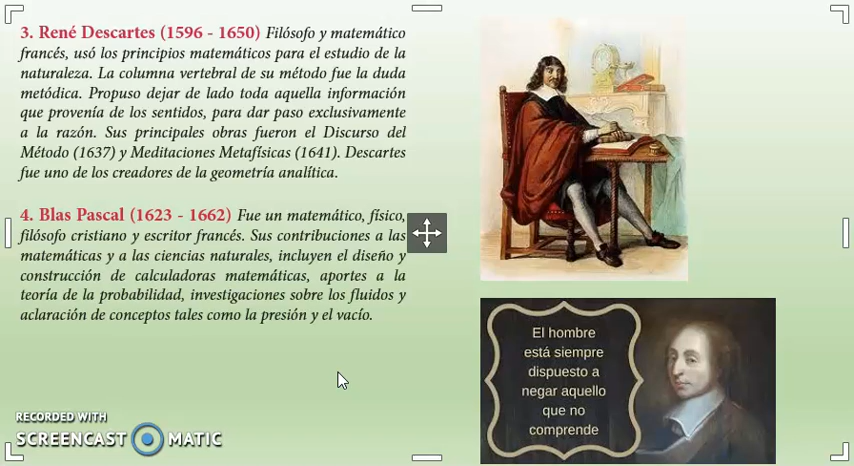 3. René Descartes (1596 - 1650) Filósofo y matemático
francés, usó los principios matemáticos para el estudio de la
naturaleza. La columna vertebral de su método fue la duda
metódica. Propuso dejar de lado toda aquella información
que provenía de los sentidos, para dar paso exclusivamente
a la razón. Sus principales obras fueron el Discurso del
Método (1637) y Meditaciones Metafísicas (1641). Descartes
fue uno de los creadores de la geometría analítica.
4. Blas Pascal (1623 - 1662) Fue un matemático, físico,
filósofo cristiano y escritor francés. Sus contribuciones a las
matemáticas y a las ciencias naturales, incluyen el diseño y
construcción de calculadoras matemáticas, aportes a la
teoría de la probabilidad, investigaciones sobre los fluidos y
aclaración de conceptos tales como la presión y el vacío.
El hombre
está siempre
dispuesto a
negar aquello
que no
comprende
RECORDED WITH
SCREENCAST MATIC